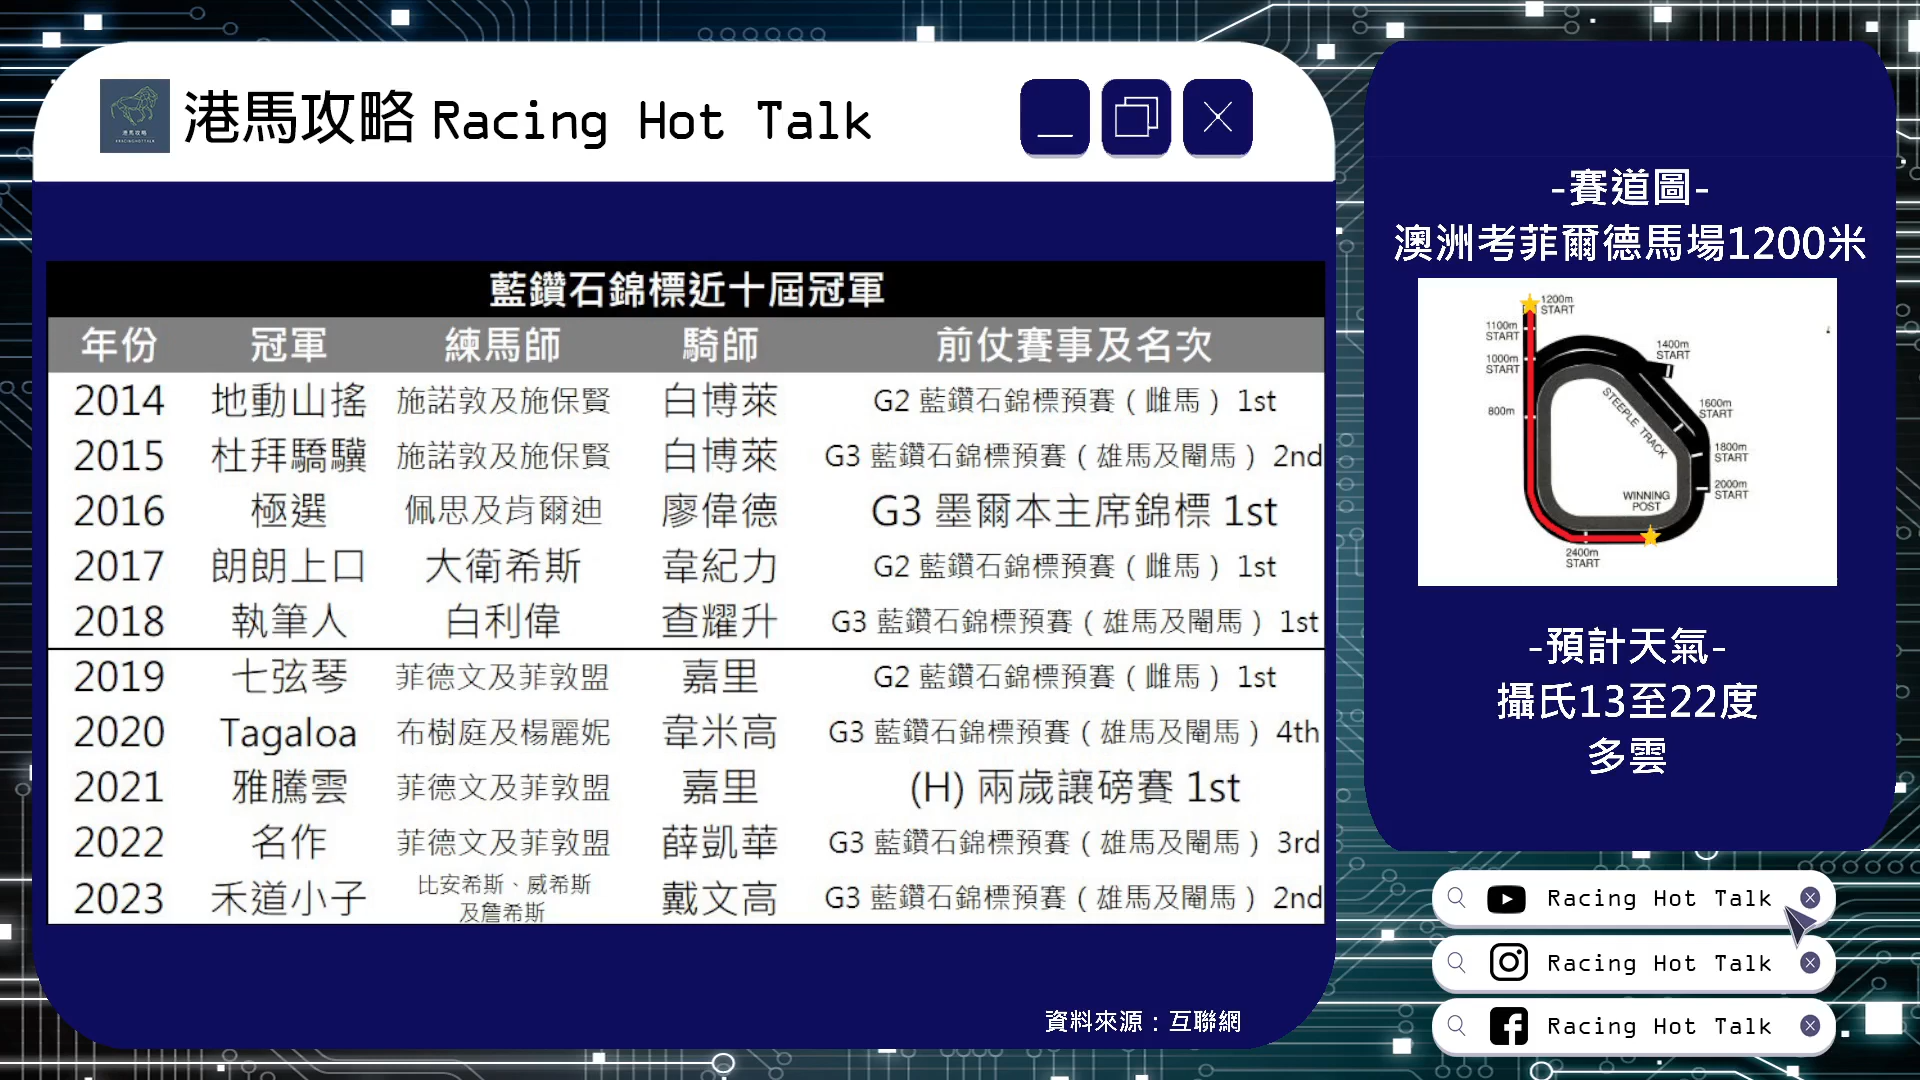 港馬攻略 Racing Hot Talk
藍鑽石錦標近十屆冠軍
年份 冠軍 練馬師 騎師 前仗賽事及名次
2014 地動山搖 施諾敦及施保賢 白博萊 G2 藍鑽石錦標預賽（雌馬）1st
2015 杜拜驕驥 施諾敦及施保賢 白博萊 G3 藍鑽石錦標預賽（雄馬及閹馬）2nd
2016 極選 佩思及肯爾迪 廖偉德 G3 墨爾本主席錦標 1st
2017 朗朗上口 大衛希斯 韋紀力 G2 藍鑽石錦標預賽（雌馬）1st
2018 執筆人 白利偉 查耀升 G3 藍鑽石錦標預賽（雄馬及閹馬）1st
2019 七弦琴 菲德文及菲敦盟 嘉里 G2 藍鑽石錦標預賽（雌馬）1st
2020 Tagaloa 布樹庭及楊麗妮 韋米高 G3 藍鑽石錦標預賽（雄馬及閹馬）4th
2021 雅騰雲 菲德文及菲敦盟 嘉里 (H) 兩歲讓磅賽 1st
2022 名作 菲德文及菲敦盟 薛凱華 G3 藍鑽石錦標預賽（雄馬及閹馬）3rd
2023 禾道小子 比安希斯、威希斯及詹希斯 戴文高 G3 藍鑽石錦標預賽（雄馬及閹馬）2nd
資料來源：互聯網
-賽道圖-
澳洲考菲爾德馬場1200米
1200m START
1100m START
1000m START
800m
1400m START
1600m START
1800m START
2000m START
STEEPLE TRACK
WINNING POST
2400m START
-預計天氣-
攝氏13至22度
多雲
Racing Hot Talk
Racing Hot Talk
Racing Hot Talk